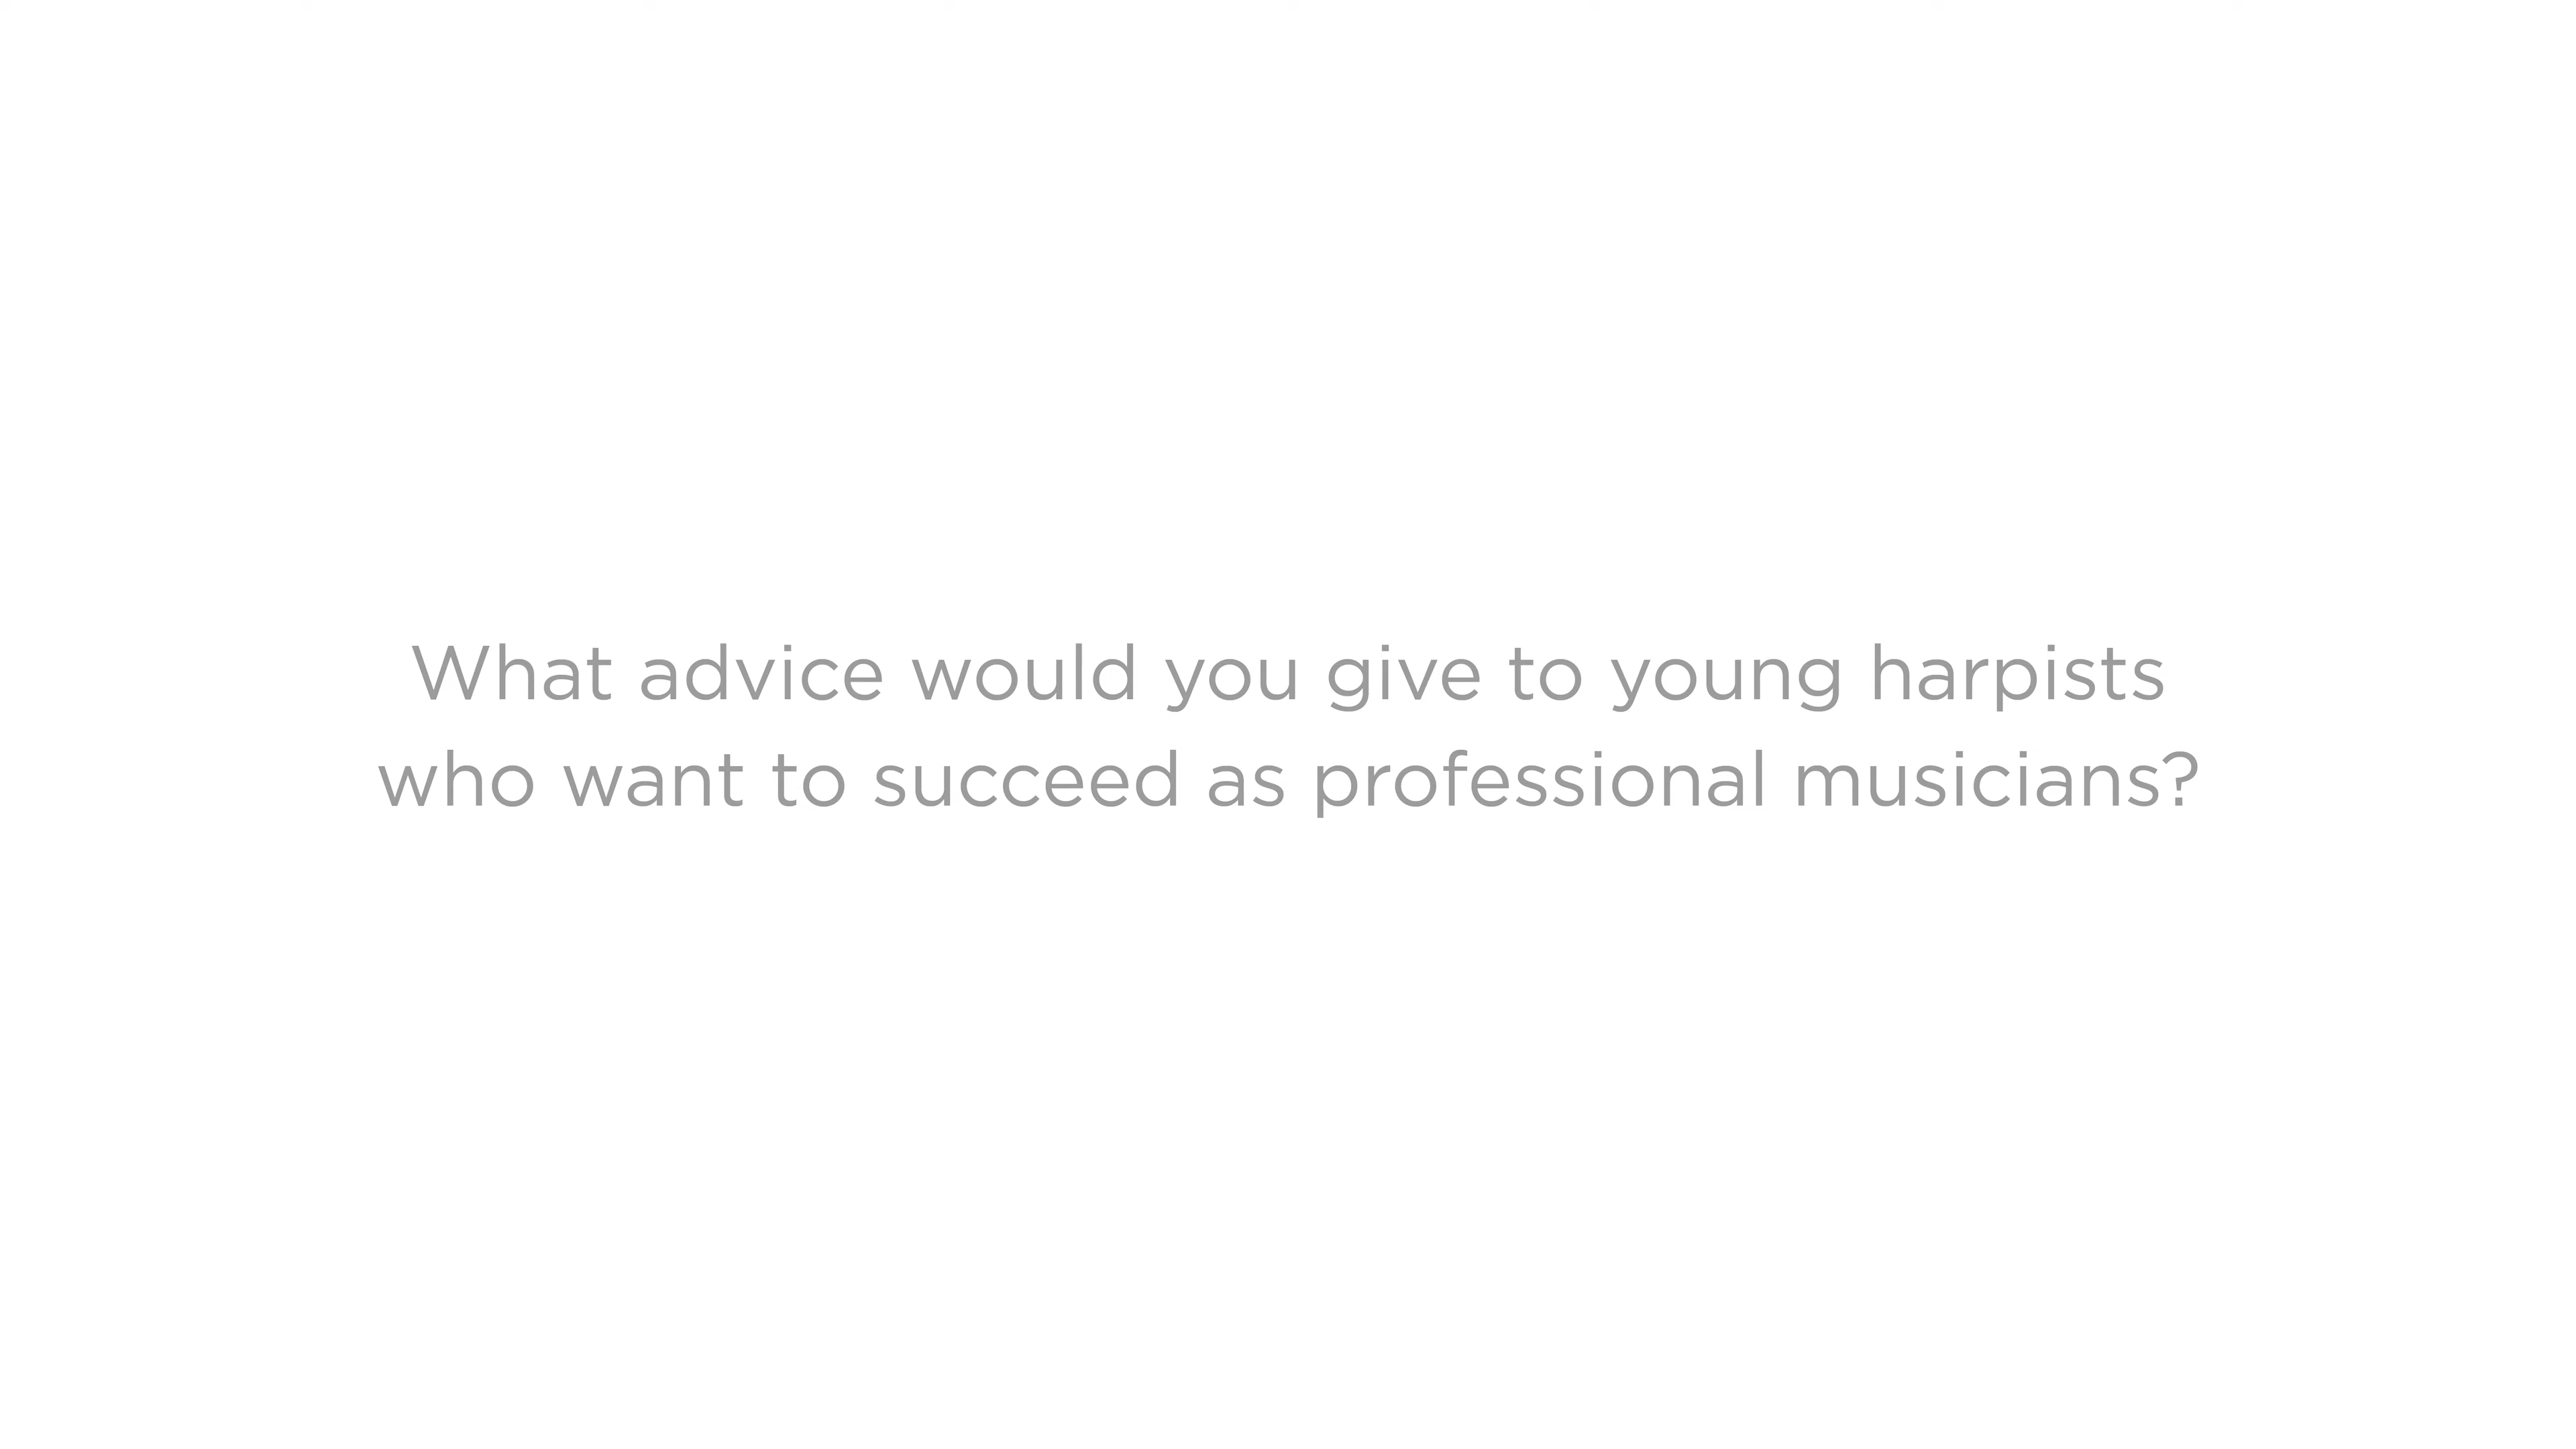 What advice would you give to young harpists
who want to succeed as professional musicians?